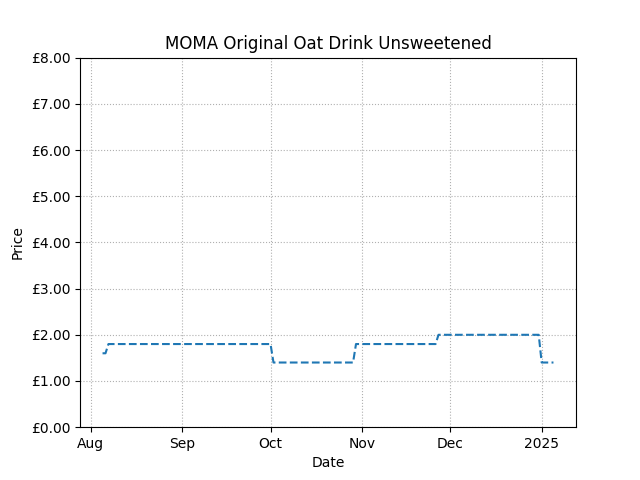 MOMA Original Oat Drink Unsweetened
£8.00
£7.00
£6.00
£5.00
£4.00
£3.00
£2.00
£1.00
£0.00
Price
Aug Sep Oct Nov Dec 2025
Date